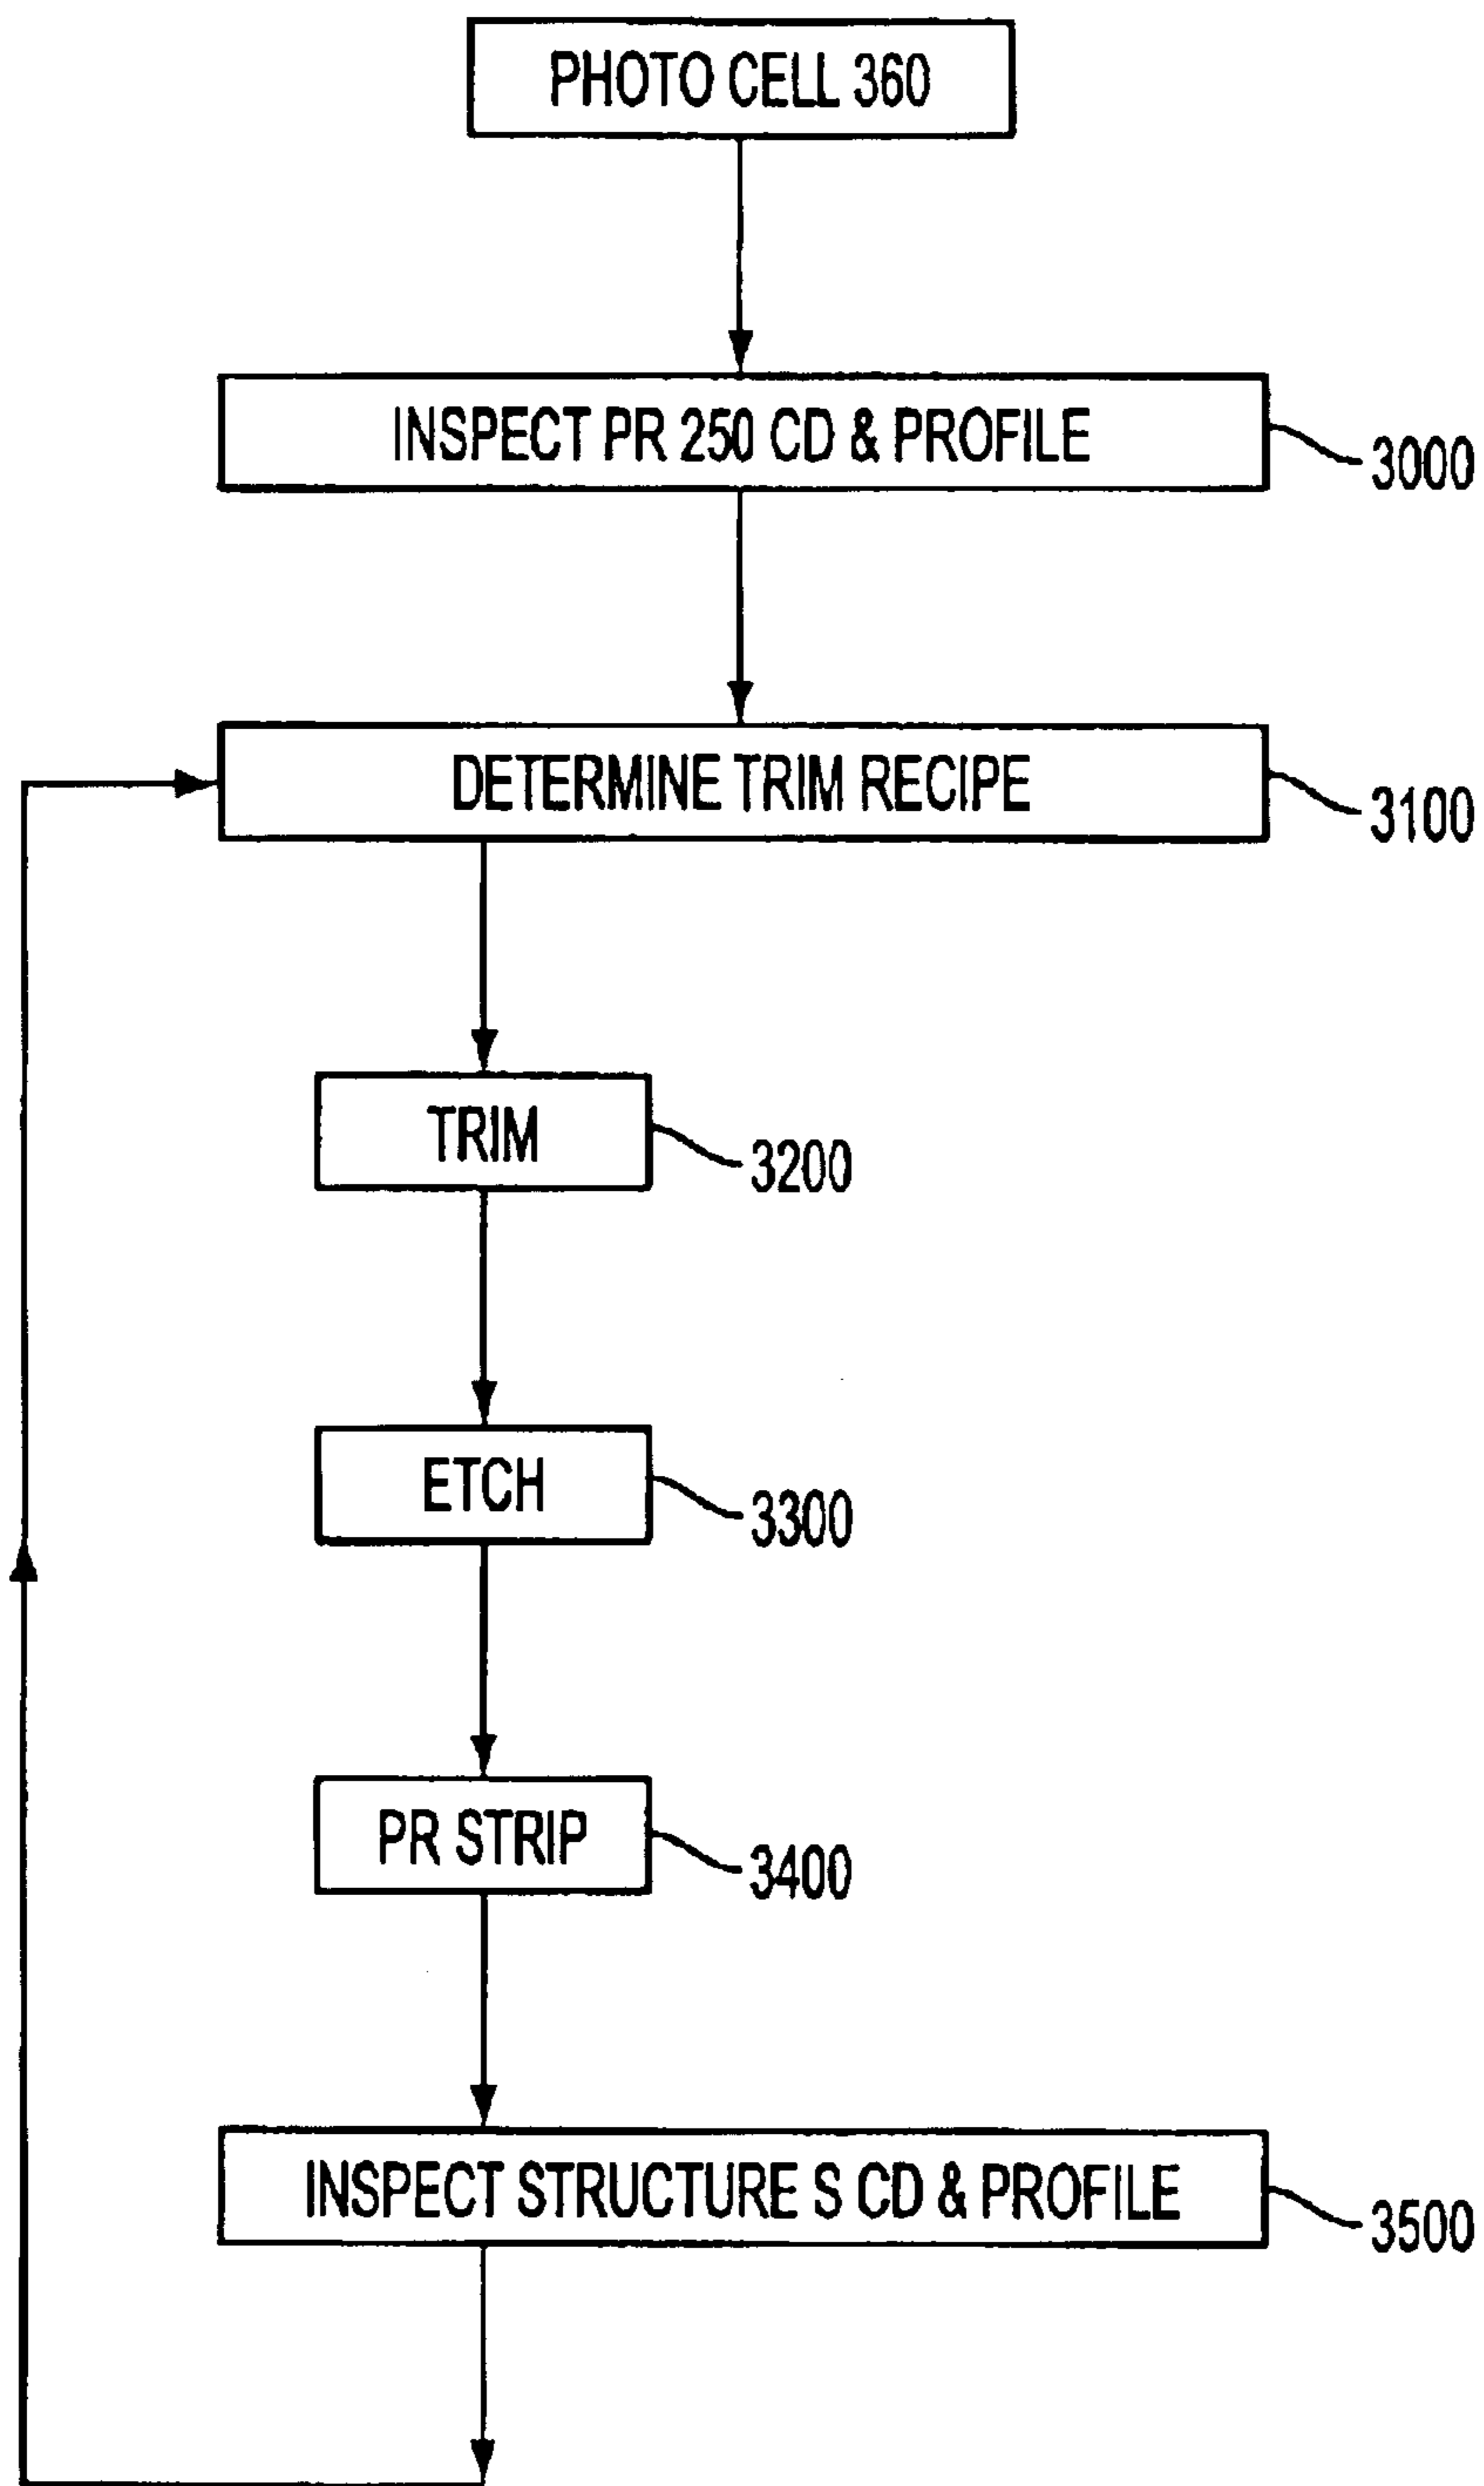 PHOTO CELL 360
INSPECT PR 250 CD & PROFILE
3000
DETERMINE TRIM RECIPE
3100
TRIM
3200
ETCH
3300
PR STRIP
3400
INSPECT STRUCTURE S CD & PROFILE
3500